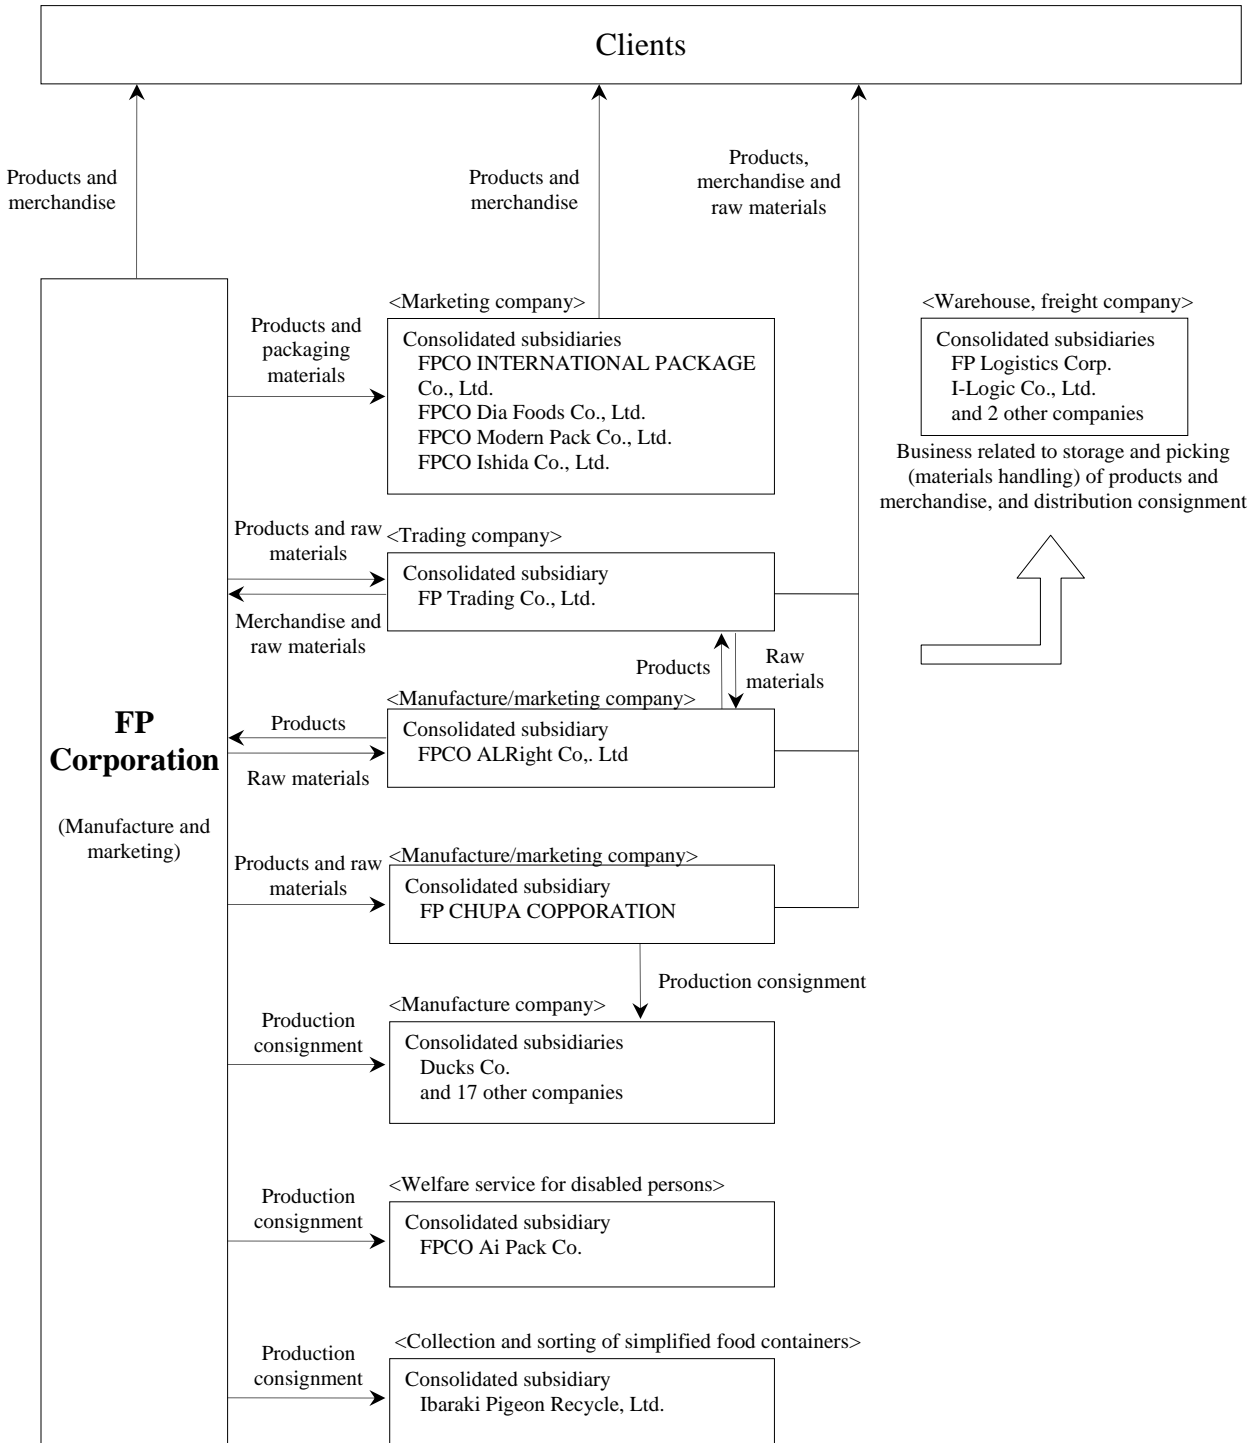 Clients
Products and
merchandise
Products and
merchandise
Products,
merchandise and
raw materials
FP
Corporation
(Manufacture and
marketing)
Products and
packaging
materials
<Marketing company>
Consolidated subsidiaries
FPCO INTERNATIONAL PACKAGE
Co., Ltd.
FPCO Dia Foods Co., Ltd.
FPCO Modern Pack Co., Ltd.
FPCO Ishida Co., Ltd.
<Warehouse, freight company>
Consolidated subsidiaries
FP Logistics Corp.
I-Logic Co., Ltd.
and 2 other companies
Business related to storage and picking
(materials handling) of products and
merchandise, and distribution consignment
Products and raw
materials
<Trading company>
Consolidated subsidiary
FP Trading Co., Ltd.
Merchandise and
raw materials
Products
Raw
materials
<Manufacture/marketing company>
Products
Consolidated subsidiary
FPCO ALRight Co,. Ltd
Raw materials
Products and raw
materials
<Manufacture/marketing company>
Consolidated subsidiary
FP CHUPA COPPORATION
Production consignment
Production
consignment
<Manufacture company>
Consolidated subsidiaries
Ducks Co.
and 17 other companies
Production
consignment
<Welfare service for disabled persons>
Consolidated subsidiary
FPCO Ai Pack Co.
Production
consignment
<Collection and sorting of simplified food containers>
Consolidated subsidiary
Ibaraki Pigeon Recycle, Ltd.